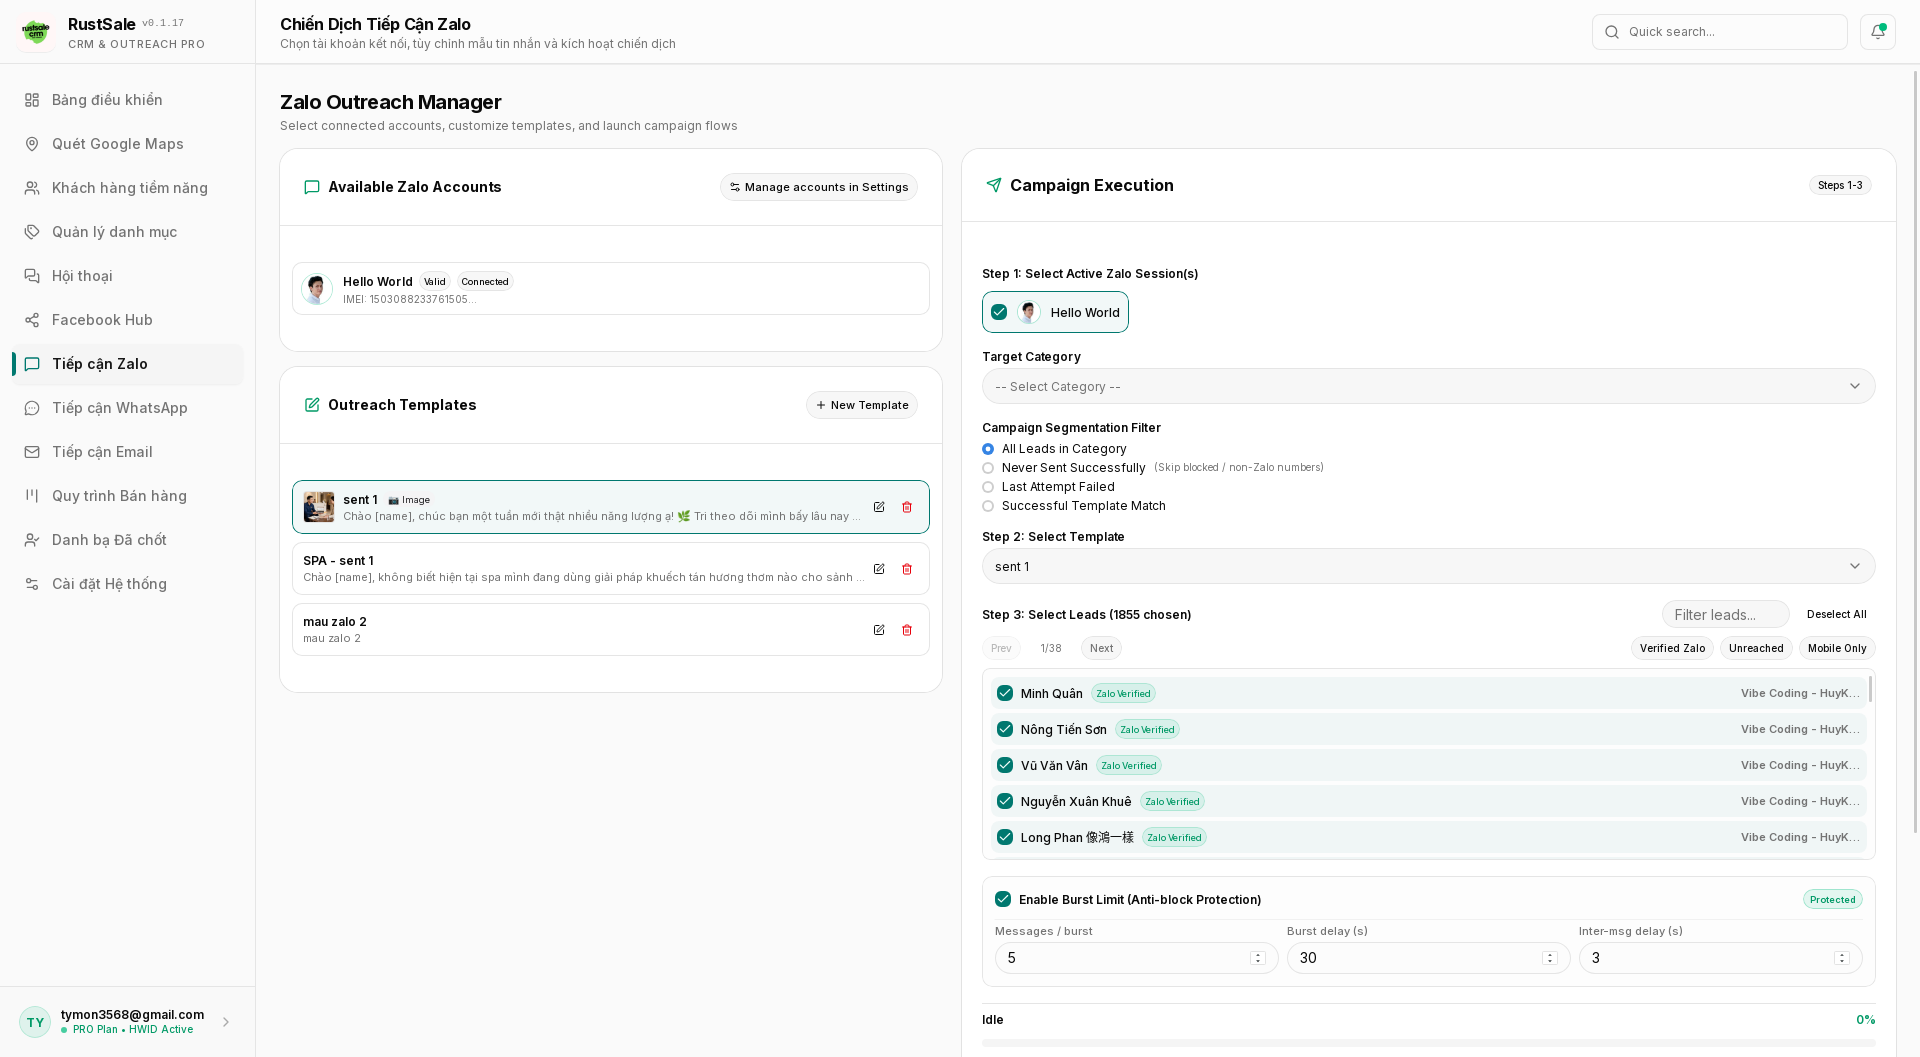 rustsale
crm
RustSale v0.1.17
CRM & OUTREACH PRO
Bảng điều khiển
Quét Google Maps
Khách hàng tiềm năng
Quản lý danh mục
Hội thoại
Facebook Hub
Tiếp cận Zalo
Tiếp cận WhatsApp
Tiếp cận Email
Quy trình Bán hàng
Danh bạ Đã chốt
Cài đặt Hệ thống
TY
tymon3568@gmail.com
PRO Plan • HWID Active
Chiến Dịch Tiếp Cận Zalo
Chọn tài khoản kết nối, tùy chỉnh mẫu tin nhắn và kích hoạt chiến dịch
Quick search...
Zalo Outreach Manager
Select connected accounts, customize templates, and launch campaign flows
Available Zalo Accounts
Manage accounts in Settings
Hello World Valid Connected
IMEI: 1503088233761505...
Outreach Templates
New Template
sent 1 📷 Image
Chào [name], chúc bạn một tuần mới thật nhiều năng lượng ạ! 🌿 Tri theo dõi mình bấy lâu nay ...
SPA - sent 1
Chào [name], không biết hiện tại spa mình đang dùng giải pháp khuếch tán hương thơm nào cho sảnh ...
mau zalo 2
mau zalo 2
Campaign Execution
Steps 1-3
Step 1: Select Active Zalo Session(s)
Hello World
Target Category
-- Select Category --
Campaign Segmentation Filter
All Leads in Category
Never Sent Successfully (Skip blocked / non-Zalo numbers)
Last Attempt Failed
Successful Template Match
Step 2: Select Template
sent 1
Step 3: Select Leads (1855 chosen)
Filter leads...
Deselect All
Prev 1/38 Next
Verified Zalo Unreached Mobile Only
Minh Quân Zalo Verified Vibe Coding - HuyK...
Nông Tiến Sơn Zalo Verified Vibe Coding - HuyK...
Vũ Văn Vân Zalo Verified Vibe Coding - HuyK...
Nguyễn Xuân Khuê Zalo Verified Vibe Coding - HuyK...
Long Phan 像鴻一樣 Zalo Verified Vibe Coding - HuyK...
Enable Burst Limit (Anti-block Protection)
Protected
Messages / burst Burst delay (s) Inter-msg delay (s)
5 30 3
Idle 0%